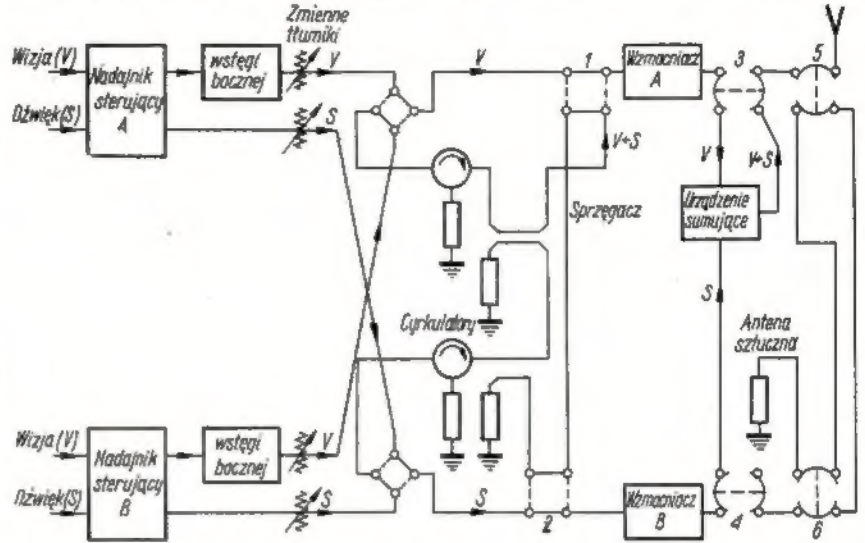 Zmienne
tłumiki
Wizja (V)
Dźwięk(S)
Nadajnik
sterujący
A
wstęgi
bocznej
V
S
V
1
Wzmacniacz
A
3
5
V+S
V
V+S
Sprzęgacz
Urządzenie
sumujące
S
Cyrkulatory
Antena
sztuczna
Wizja (V)
Dźwięk(S)
Nadajnik
sterujący
B
wstęgi
bocznej
V
S
S
2
Wzmacniacz
B
4
6